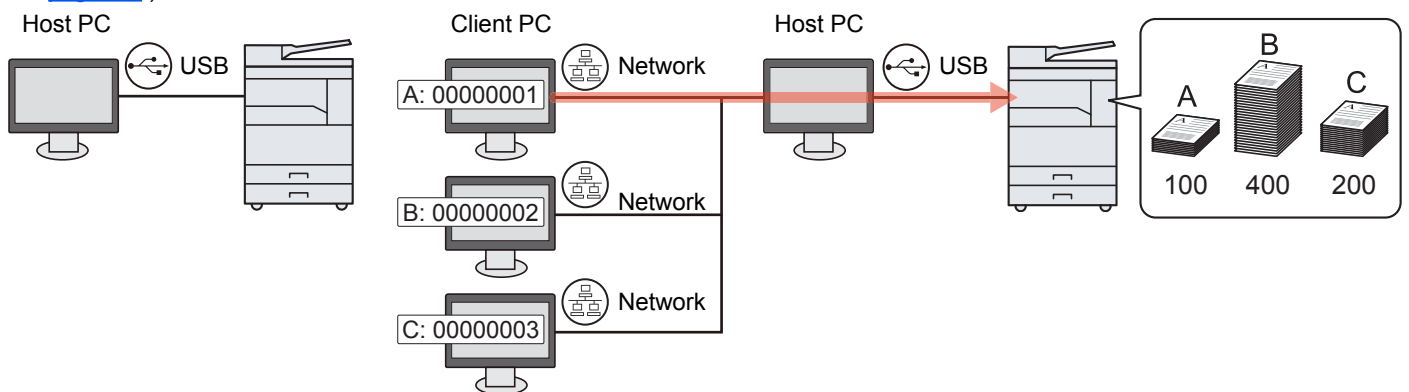 Host PC
USB
Client PC
Network
Host PC
USB
A: 00000001
Network
B: 00000002
Network
C: 00000003
A
B
C
100
400
200